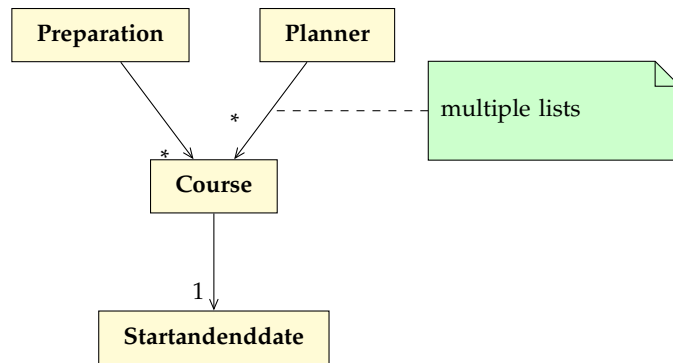 Preparation
Planner
multiple lists
*
*
Course
1
Startandenddate